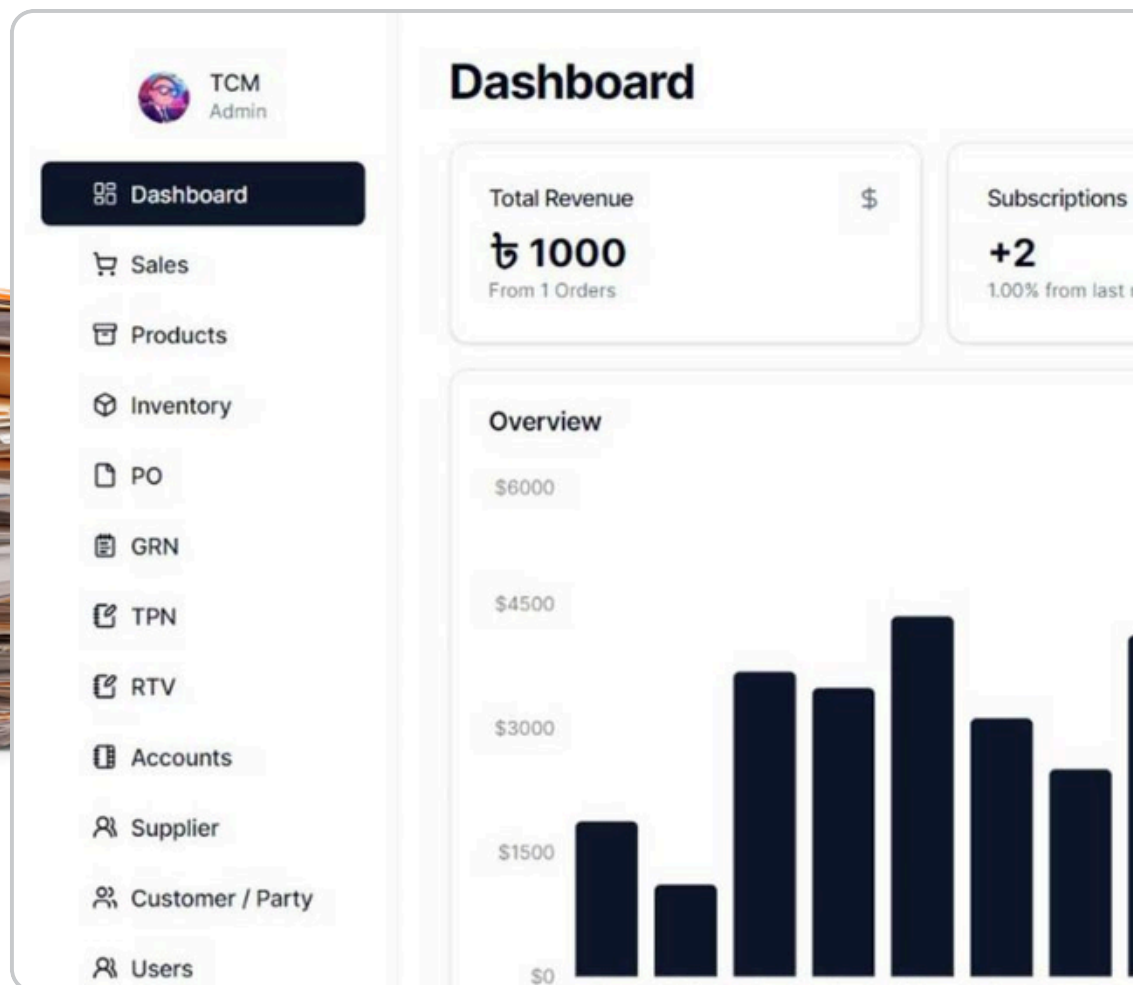 TCM
Admin
Dashboard
Sales
Products
Inventory
PO
GRN
TPN
RTV
Accounts
Supplier
Customer / Party
Users
Dashboard
Total Revenue
$
৳ 1000
From 1 Orders
Subscriptions
+2
1.00% from last
Overview
$6000
$4500
$3000
$1500
$0